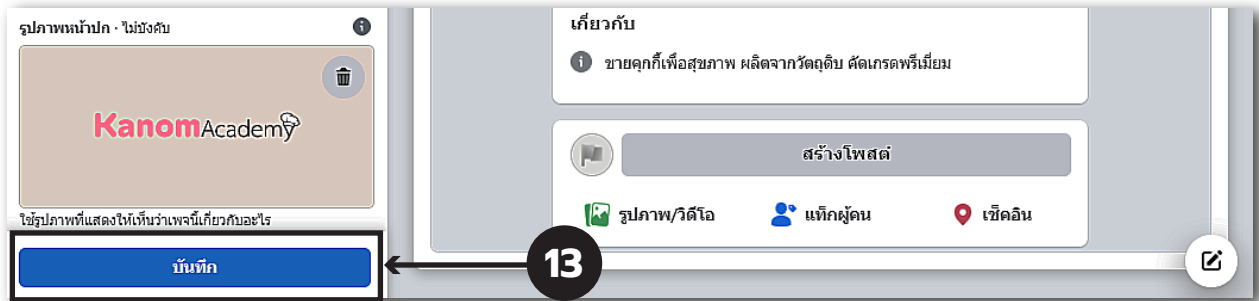 รูปภาพหน้าปก · ไม่บังคับ
KanomAcademy
ใช้รูปภาพที่แสดงให้เห็นว่าเพจนี้เกี่ยวกับอะไร
บันทึก
13
เกี่ยวกับ
ขายคุกกี้เพื่อสุขภาพ ผลิตจากวัตถุดิบ คัดเกรดพรีเมี่ยม
สร้างโพสต์
รูปภาพ/วิดีโอ แท็กผู้คน เช็คอิน